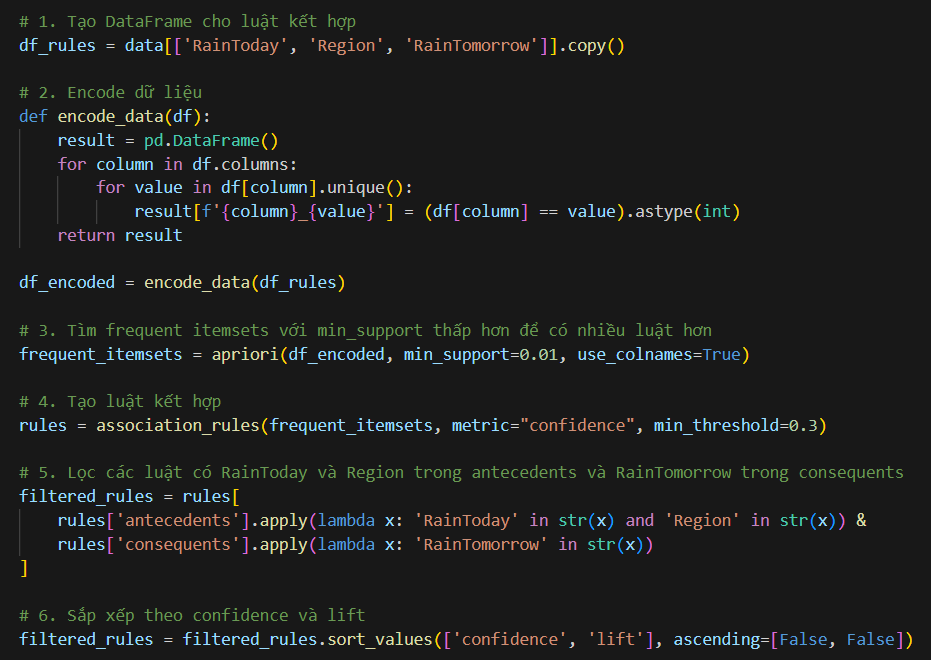 # 1. Tạo DataFrame cho luật kết hợp
df_rules = data[['RainToday', 'Region', 'RainTomorrow']].copy()

# 2. Encode dữ liệu
def encode_data(df):
    result = pd.DataFrame()
    for column in df.columns:
        for value in df[column].unique():
            result[f'{column}_{value}'] = (df[column] == value).astype(int)
    return result

df_encoded = encode_data(df_rules)

# 3. Tìm frequent itemsets với min_support thấp hơn để có nhiều luật hơn
frequent_itemsets = apriori(df_encoded, min_support=0.01, use_colnames=True)

# 4. Tạo luật kết hợp
rules = association_rules(frequent_itemsets, metric="confidence", min_threshold=0.3)

# 5. Lọc các luật có RainToday và Region trong antecedents và RainTomorrow trong consequents
filtered_rules = rules[
    rules['antecedents'].apply(lambda x: 'RainToday' in str(x) and 'Region' in str(x)) &
    rules['consequents'].apply(lambda x: 'RainTomorrow' in str(x))
]

# 6. Sắp xếp theo confidence và lift
filtered_rules = filtered_rules.sort_values(['confidence', 'lift'], ascending=[False, False])